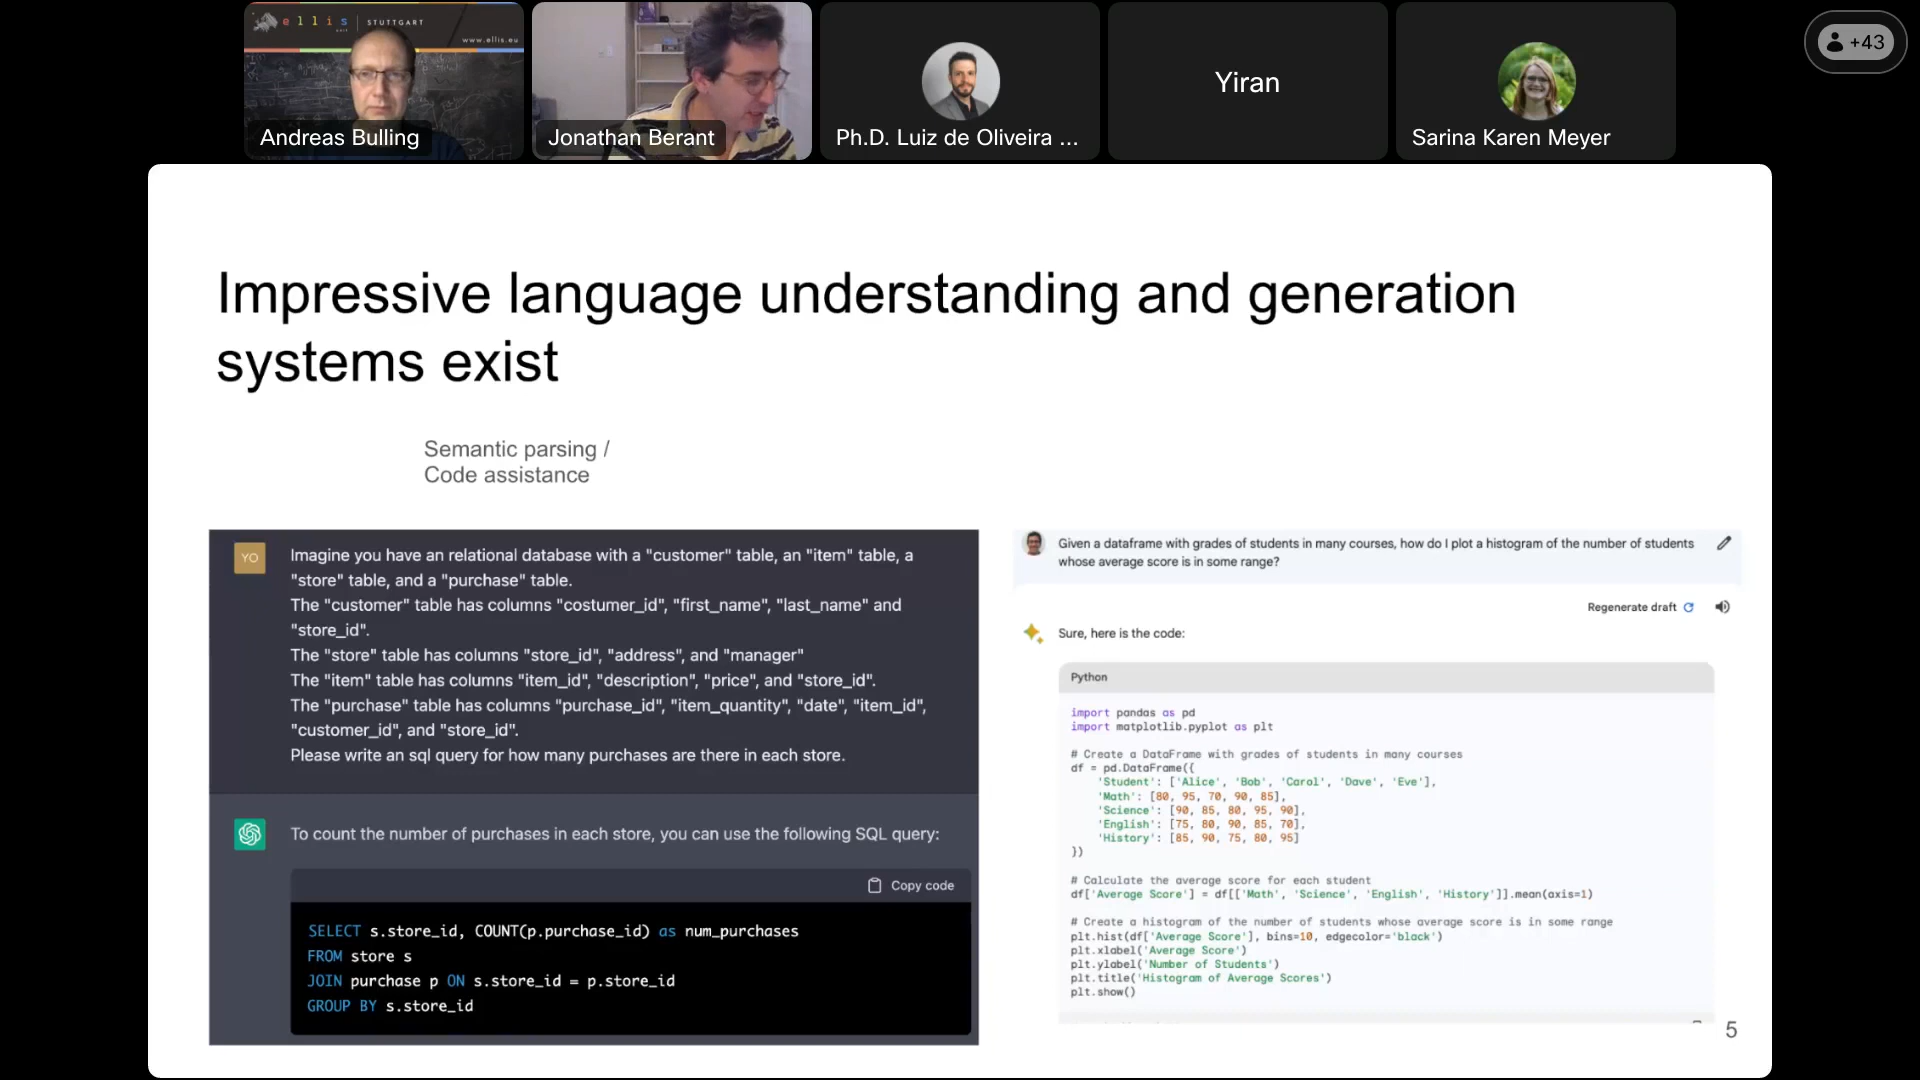 ellis
unit
STUTTGART
www.ellis.eu
Andreas Bulling
Jonathan Berant
Ph.D. Luiz de Oliveira ...
Yiran
Sarina Karen Meyer
+43
Impressive language understanding and generation
systems exist
Semantic parsing /
Code assistance
YO
Imagine you have an relational database with a "customer" table, an "item" table, a
"store" table, and a "purchase" table.
The "customer" table has columns "costumer_id", "first_name", "last_name" and
"store_id".
The "store" table has columns "store_id", "address", and "manager"
The "item" table has columns "item_id", "description", "price", and "store_id".
The "purchase" table has columns "purchase_id", "item_quantity", "date", "item_id",
"customer_id", and "store_id".
Please write an sql query for how many purchases are there in each store.
To count the number of purchases in each store, you can use the following SQL query:
Copy code
SELECT s.store_id, COUNT(p.purchase_id) as num_purchases
FROM store s
JOIN purchase p ON s.store_id = p.store_id
GROUP BY s.store_id
Given a dataframe with grades of students in many courses, how do I plot a histogram of the number of students
whose average score is in some range?
Regenerate draft
Sure, here is the code:
Python
import pandas as pd
import matplotlib.pyplot as plt
# Create a DataFrame with grades of students in many courses
df = pd.DataFrame({
'Student': ['Alice', 'Bob', 'Carol', 'Dave', 'Eve'],
'Math': [80, 95, 70, 90, 85],
'Science': [90, 85, 80, 95, 90],
'English': [75, 80, 90, 85, 70],
'History': [85, 90, 75, 80, 95]
})
# Calculate the average score for each student
df['Average Score'] = df[['Math', 'Science', 'English', 'History']].mean(axis=1)
# Create a histogram of the number of students whose average score is in some range
plt.hist(df['Average Score'], bins=10, edgecolor='black')
plt.xlabel('Average Score')
plt.ylabel('Number of Students')
plt.title('Histogram of Average Scores')
plt.show()
5